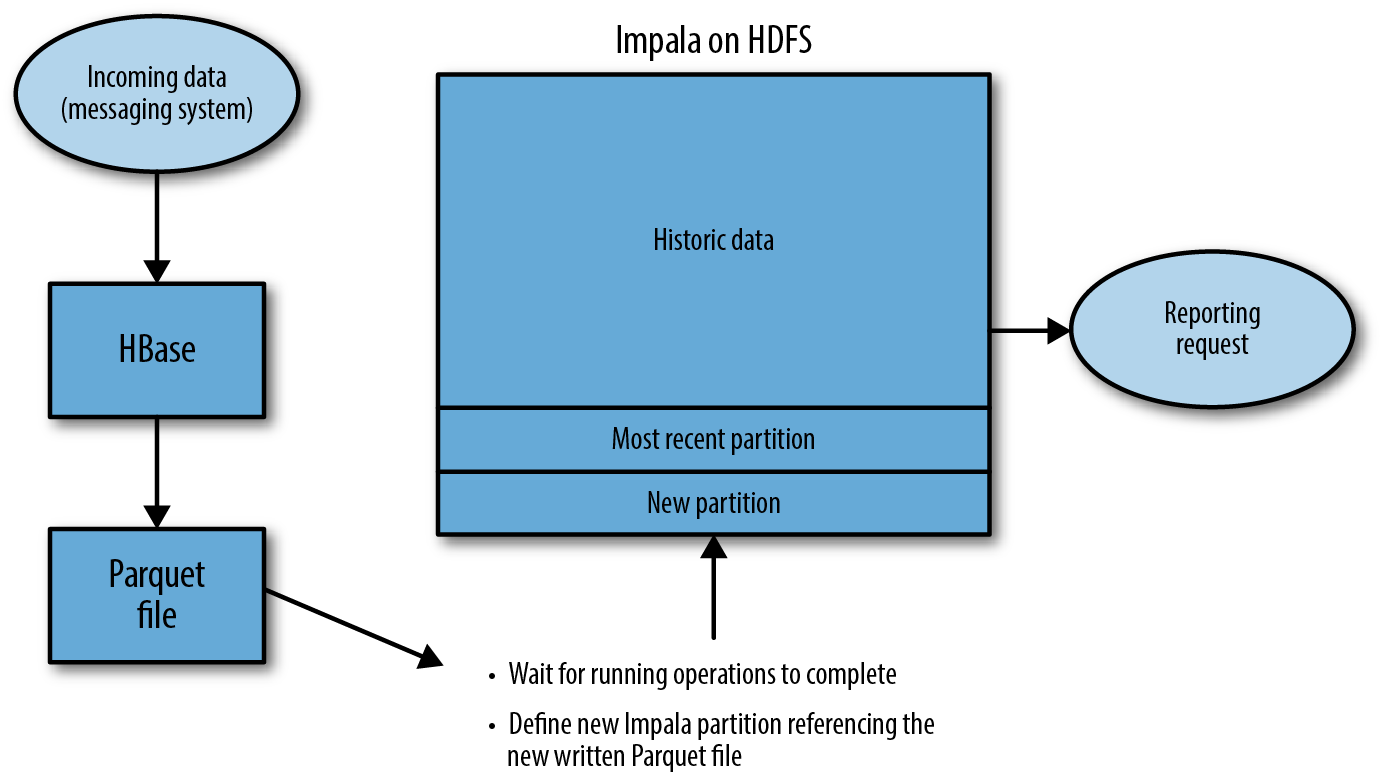 Incoming data
(messaging system)
HBase
Parquet
file
Impala on HDFS
Historic data
Most recent partition
New partition
• Wait for running operations to complete
• Define new Impala partition referencing the
new written Parquet file
Reporting
request